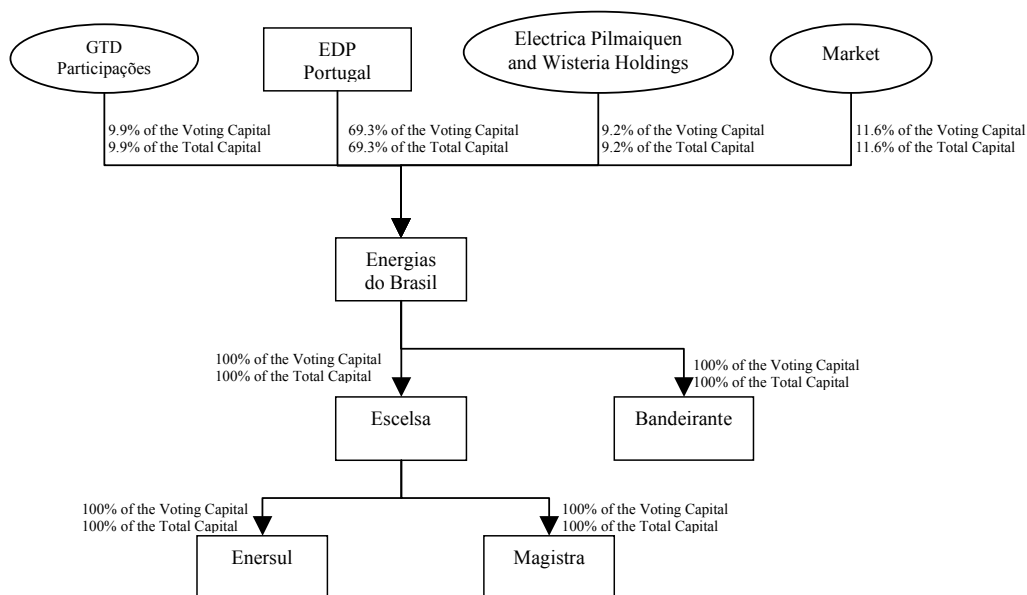 GTD
Participações
EDP
Portugal
Electrica Pilmaiquen
and Wisteria Holdings
Market
9.9% of the Voting Capital
9.9% of the Total Capital
69.3% of the Voting Capital
69.3% of the Total Capital
9.2% of the Voting Capital
9.2% of the Total Capital
11.6% of the Voting Capital
11.6% of the Total Capital
Energias
do Brasil
100% of the Voting Capital
100% of the Total Capital
100% of the Voting Capital
100% of the Total Capital
Escelsa
Bandeirante
100% of the Voting Capital
100% of the Total Capital
100% of the Voting Capital
100% of the Total Capital
Enersul
Magistra